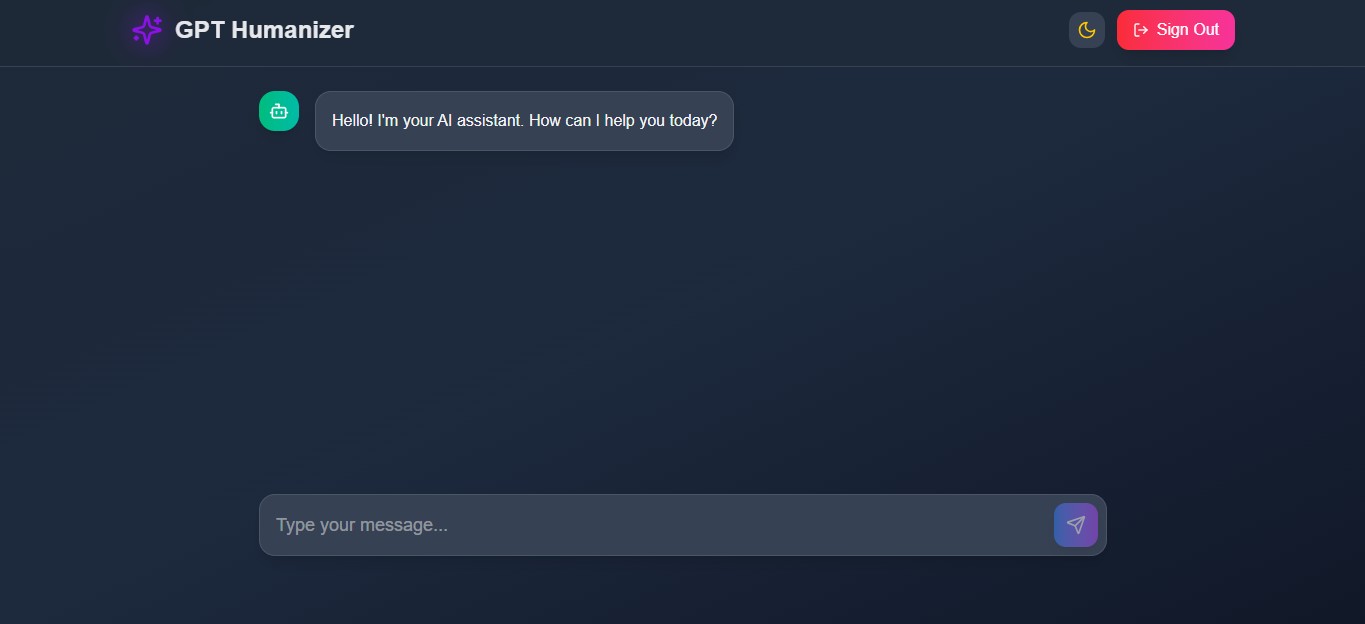 GPT Humanizer
Sign Out
Hello! I'm your AI assistant. How can I help you today?
Type your message...